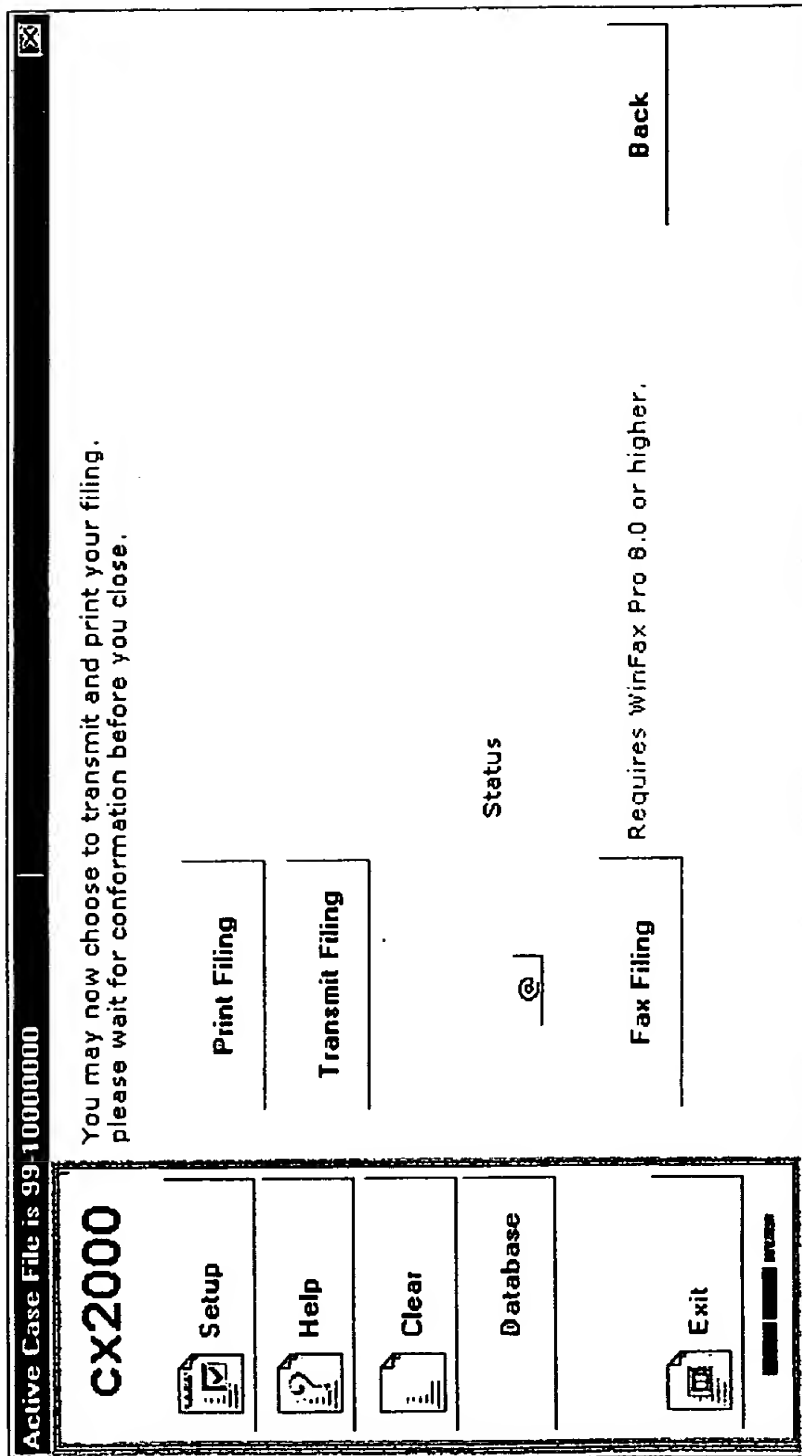 Active Case File is 99-10000000
cx2000
Setup
Help
Clear
Database
Exit
You may now choose to transmit and print your filing.
please wait for conformation before you close.
Print Filing
Transmit Filing
Status
@
Fax Filing
Requires WinFax Pro 8.0 or higher.
Back